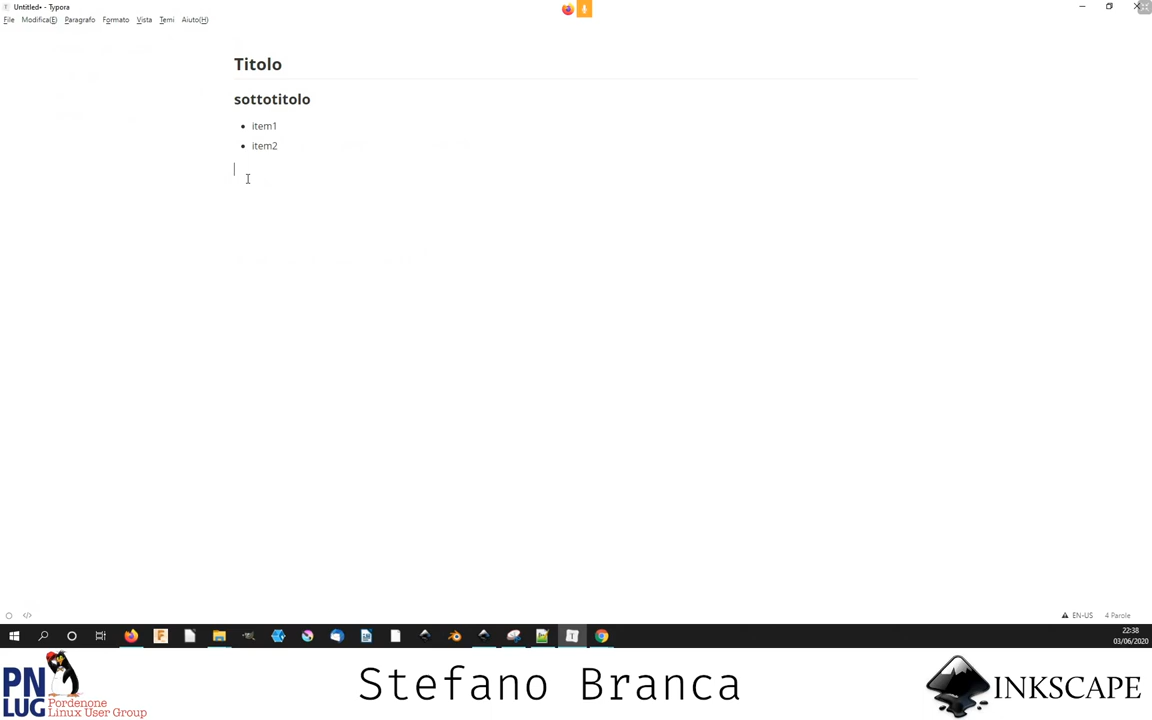 Untitled• - Typora
File Modifica(E) Paragrafo Formato Vista Temi Aiuto(H)
Titolo
sottotitolo
• item1
• item2
EN-US 4 Parole
22:38
03/06/2020
PN
LUG
Pordenone
Linux User Group
Stefano Branca
INKSCAPE